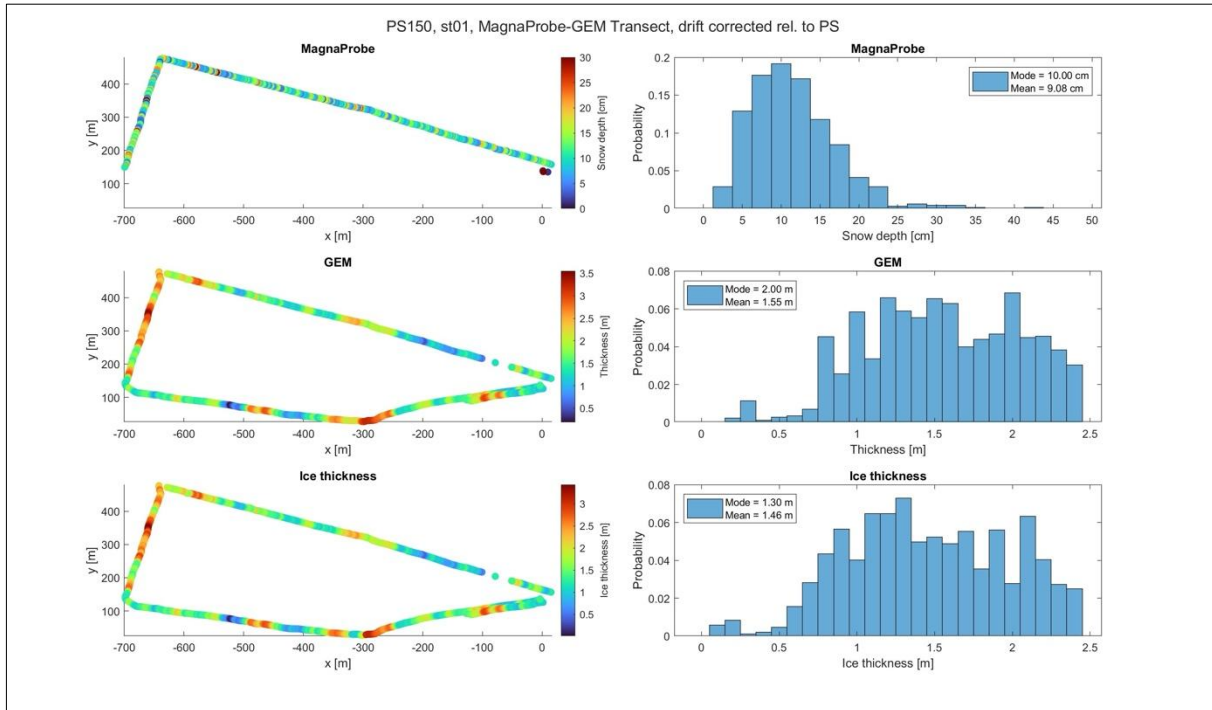 PS150, st01, MagnaProbe-GEM Transect, drift corrected rel. to PS
MagnaProbe
y [m]
400
300
200
100
-700 -600 -500 -400 -300 -200 -100 0
x [m]
30
25
20
15
10
5
0
Snow depth [cm]
MagnaProbe
Mode = 10.00 cm
Mean = 9.08 cm
Probability
0.2
0.15
0.1
0.05
0
0 5 10 15 20 25 30 35 40 45 50
Snow depth [cm]
GEM
y [m]
400
300
200
100
-700 -600 -500 -400 -300 -200 -100 0
x [m]
3.5
3
2.5
2
1.5
1
0.5
Thickness [m]
GEM
Mode = 2.00 m
Mean = 1.55 m
Probability
0.08
0.06
0.04
0.02
0
0 0.5 1 1.5 2 2.5
Thickness [m]
Ice thickness
y [m]
400
300
200
100
-700 -600 -500 -400 -300 -200 -100 0
x [m]
3
2.5
2
1.5
1
0.5
Ice thickness [m]
Ice thickness
Mode = 1.30 m
Mean = 1.46 m
Probability
0.08
0.06
0.04
0.02
0
0 0.5 1 1.5 2 2.5
Ice thickness [m]